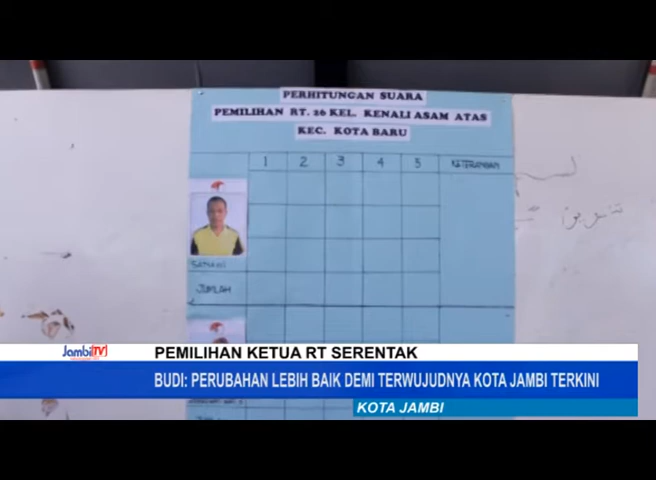 PERHITUNGAN SUARA
PEMILIHAN RT. 26 KEL. KENALI ASAM ATAS
KEC. KOTA BARU
1 2 3 4 5 KETERANGAN
JUMLAH
JambiTV
PEMILIHAN KETUA RT SERENTAK
BUDI: PERUBAHAN LEBIH BAIK DEMI TERWUJUDNYA KOTA JAMBI TERKINI
KOTA JAMBI